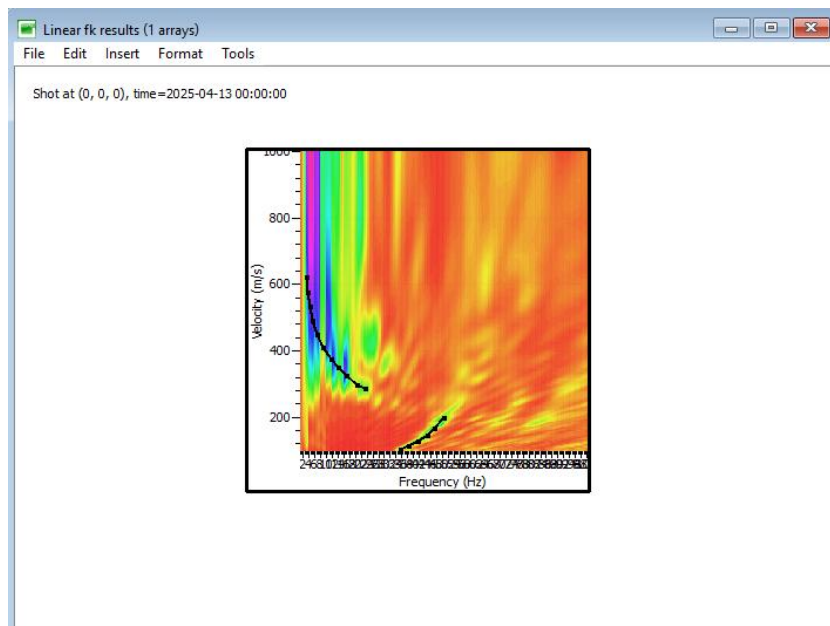 Linear fk results (1 arrays)
File Edit Insert Format Tools
Shot at (0, 0, 0), time=2025-04-13 00:00:00
1000
800
600
400
200
Velocity (m/s)
Frequency (Hz)